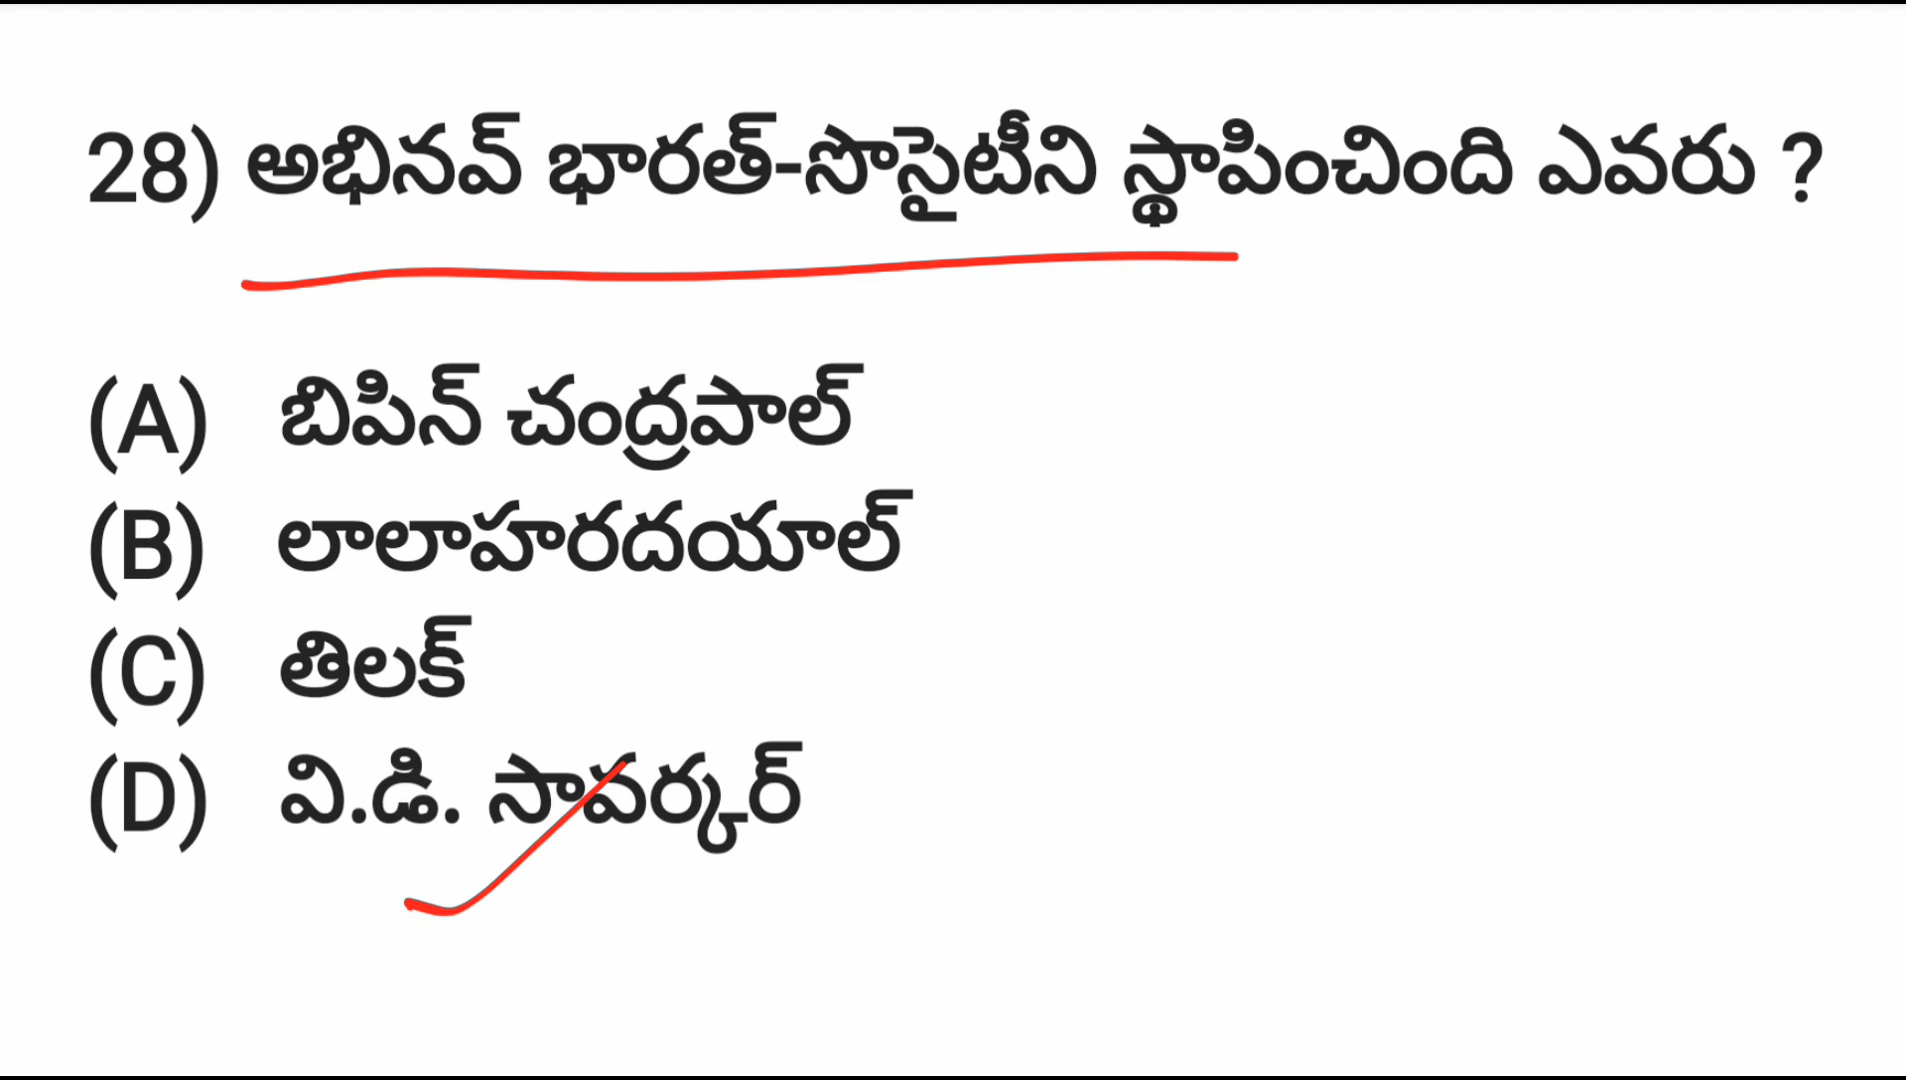 28) అభినవ్ భారత్-సొసైటీని స్థాపించింది ఎవరు ?
(A) బిపిన్ చంద్రపాల్
(B) లాలాహరదయాల్
(C) తిలక్
(D) వి.డి. సావర్కర్